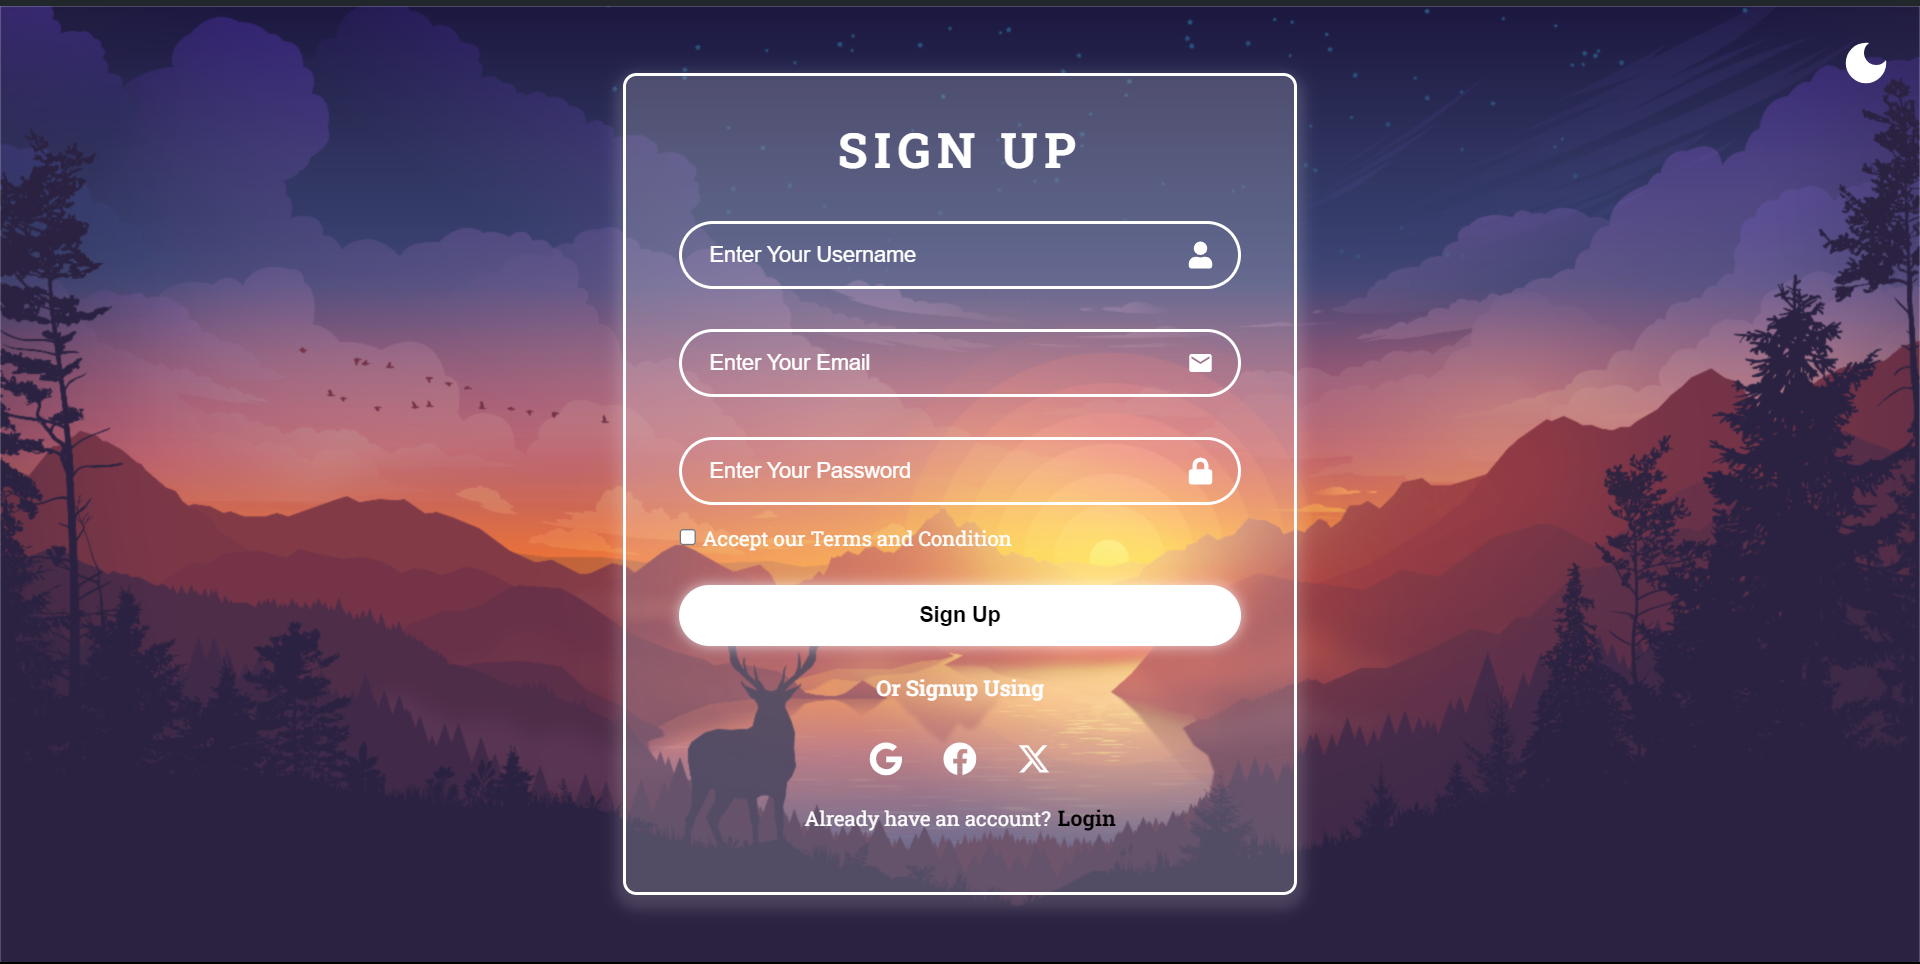 SIGN UP
Enter Your Username
Enter Your Email
Enter Your Password
Accept our Terms and Condition
Sign Up
Or Signup Using
Already have an account? Login